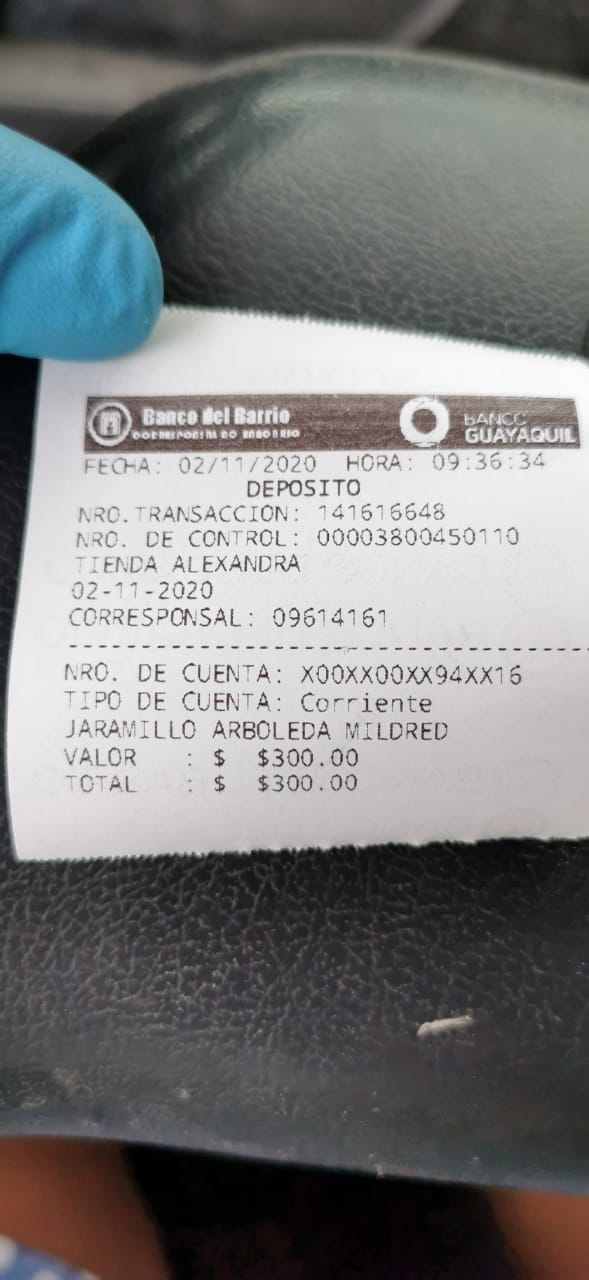 Banco del Barrio
BANCO
GUAYAQUIL
FECHA: 02/11/2020 HORA: 09:36:34
DEPOSITO
NRO.TRANSACCION: 141616648
NRO. DE CONTROL: 00003800450110
TIENDA ALEXANDRA
02-11-2020
CORRESPONSAL: 09614161
NRO. DE CUENTA: X00XX00XX94XX16
TIPO DE CUENTA: Corriente
JARAMILLO ARBOLEDA MILDRED
VALOR : $ $300.00
TOTAL : $ $300.00